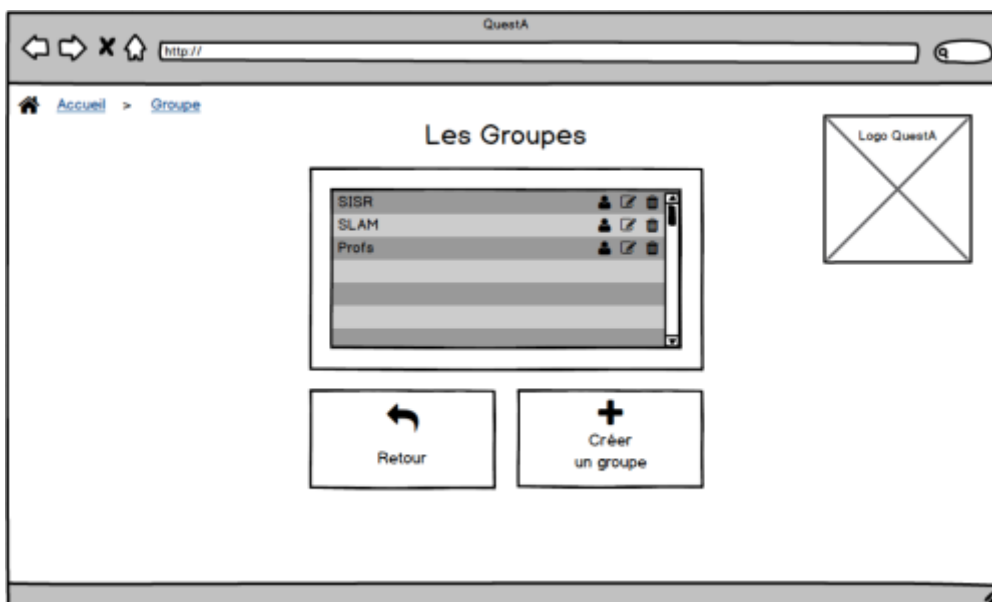 QuestA
http://
Accueil > Groupe
Les Groupes
Logo QuestA
SISR
SLAM
Profs
Retour
Créer
un groupe